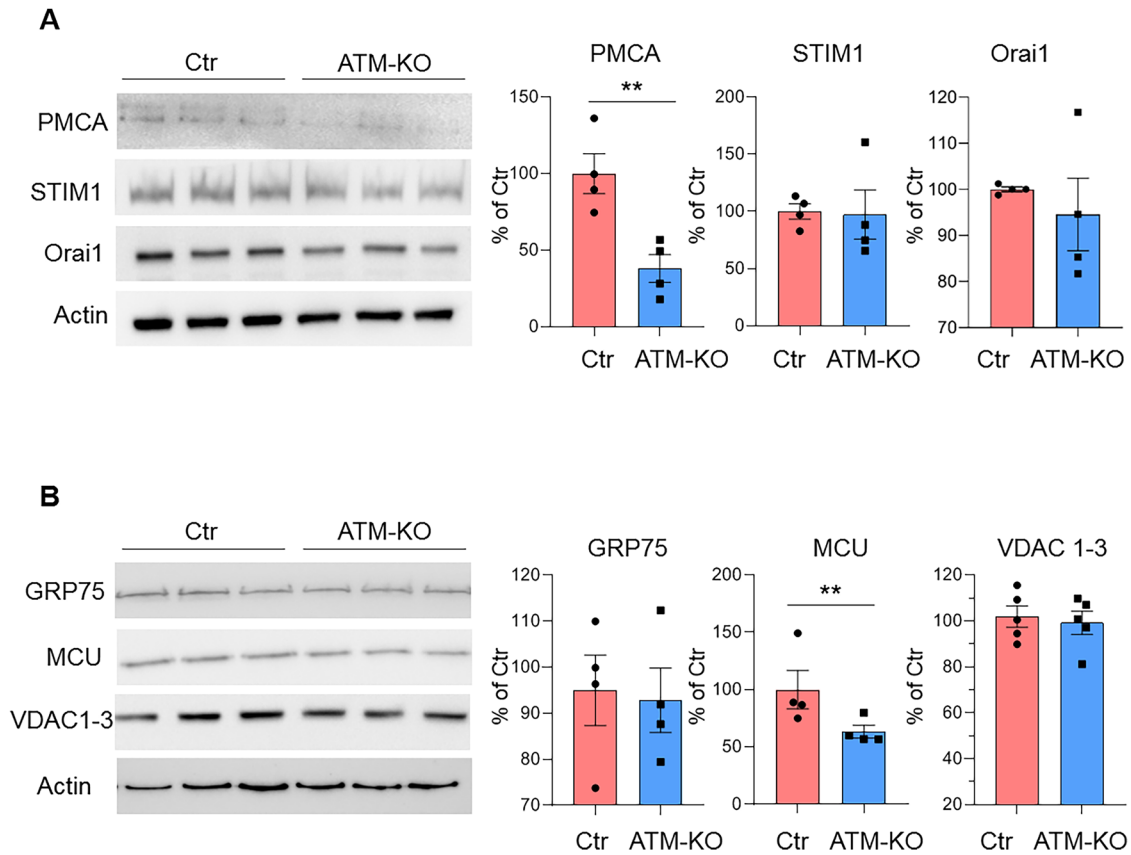 A
Ctr ATM-KO
PMCA
STIM1
Orai1
Actin
PMCA
**
% of Ctr
150
100
50
0
Ctr ATM-KO
STIM1
% of Ctr
200
150
100
50
0
Ctr ATM-KO
Orai1
% of Ctr
120
110
100
90
80
70
Ctr ATM-KO
B
Ctr ATM-KO
GRP75
MCU
VDAC1-3
Actin
GRP75
% of Ctr
120
110
100
90
80
70
Ctr ATM-KO
MCU
**
% of Ctr
200
150
100
50
0
Ctr ATM-KO
VDAC 1-3
% of Ctr
120
100
80
60
40
20
Ctr ATM-KO